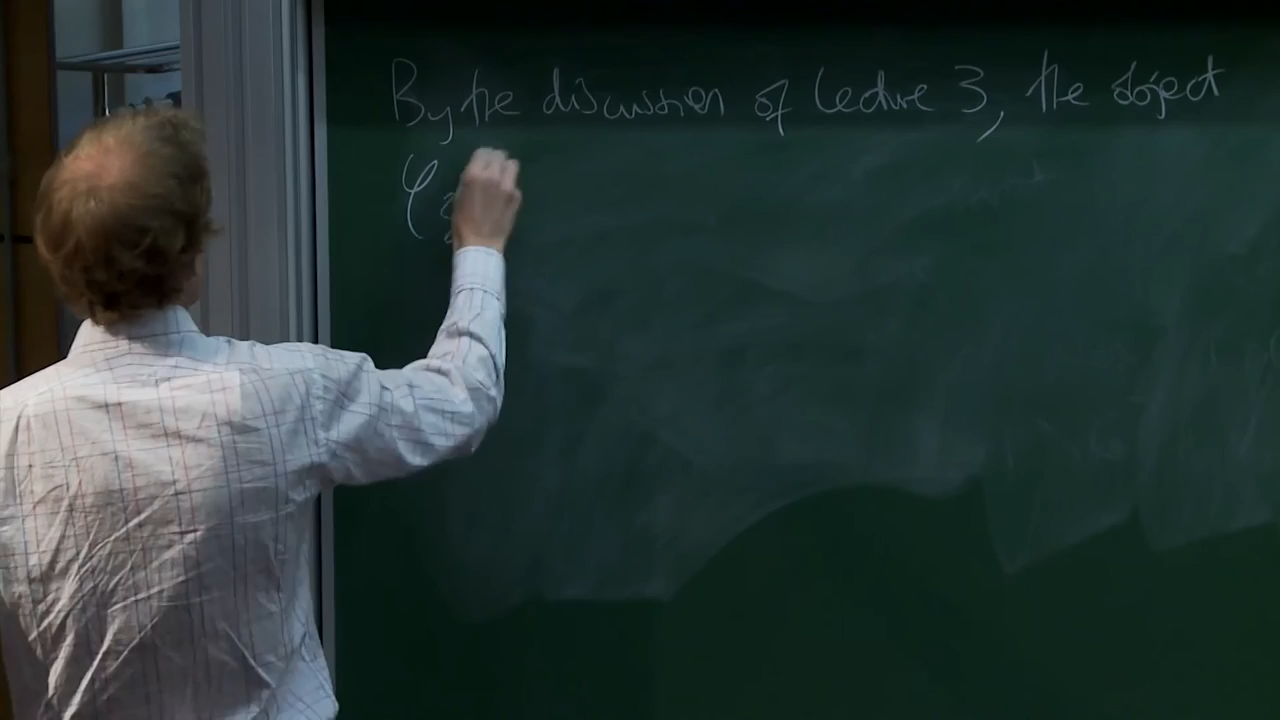 By the discussion of Lecture 3, the object
φ